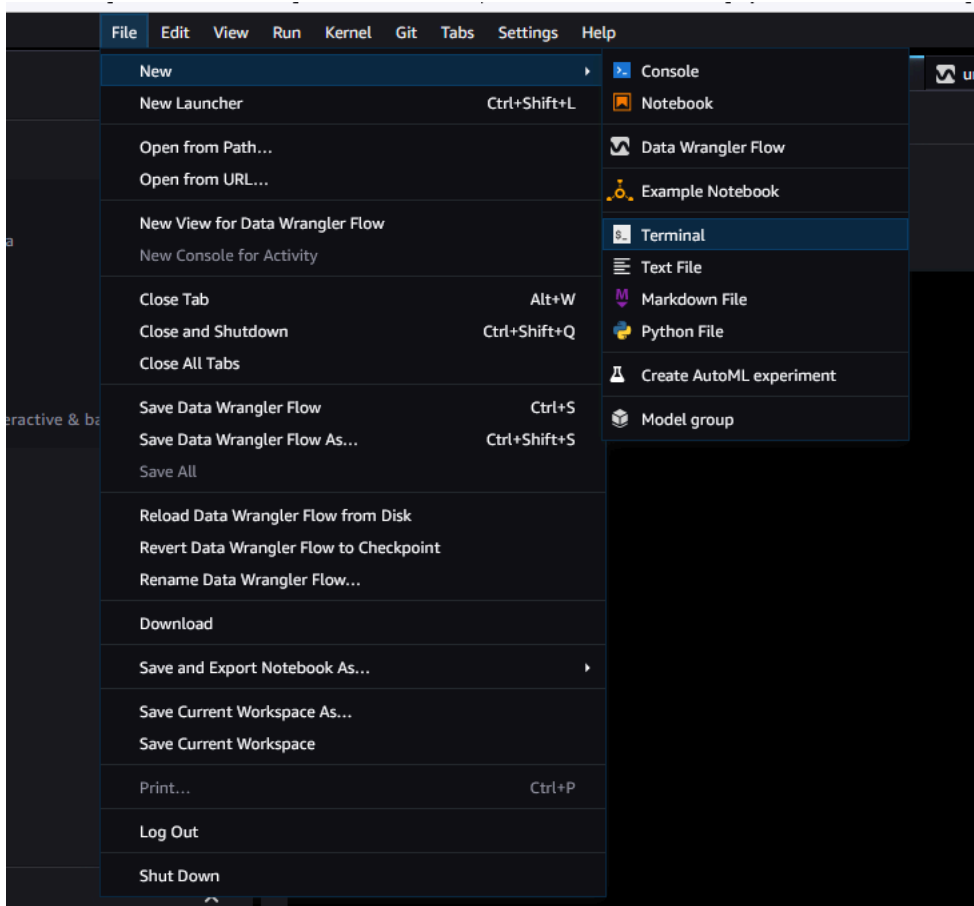 File Edit View Run Kernel Git Tabs Settings Help
New
New Launcher Ctrl+Shift+L
Open from Path...
Open from URL...
New View for Data Wrangler Flow
New Console for Activity
Close Tab Alt+W
Close and Shutdown Ctrl+Shift+Q
Close All Tabs
Save Data Wrangler Flow Ctrl+S
Save Data Wrangler Flow As... Ctrl+Shift+S
Save All
Reload Data Wrangler Flow from Disk
Revert Data Wrangler Flow to Checkpoint
Rename Data Wrangler Flow...
Download
Save and Export Notebook As...
Save Current Workspace As...
Save Current Workspace
Print... Ctrl+P
Log Out
Shut Down
Console
Notebook
Data Wrangler Flow
Example Notebook
Terminal
Text File
Markdown File
Python File
Create AutoML experiment
Model group
eractive & ba